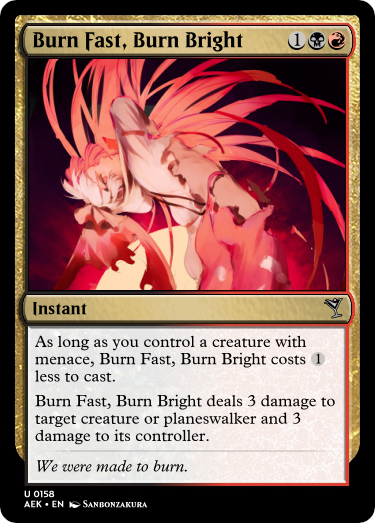 Burn Fast, Burn Bright 1
Instant
As long as you control a creature with
menace, Burn Fast, Burn Bright costs 1
less to cast.
Burn Fast, Burn Bright deals 3 damage to
target creature or planeswalker and 3
damage to its controller.
We were made to burn.
U 0158
AEK • EN Sanbonzakura